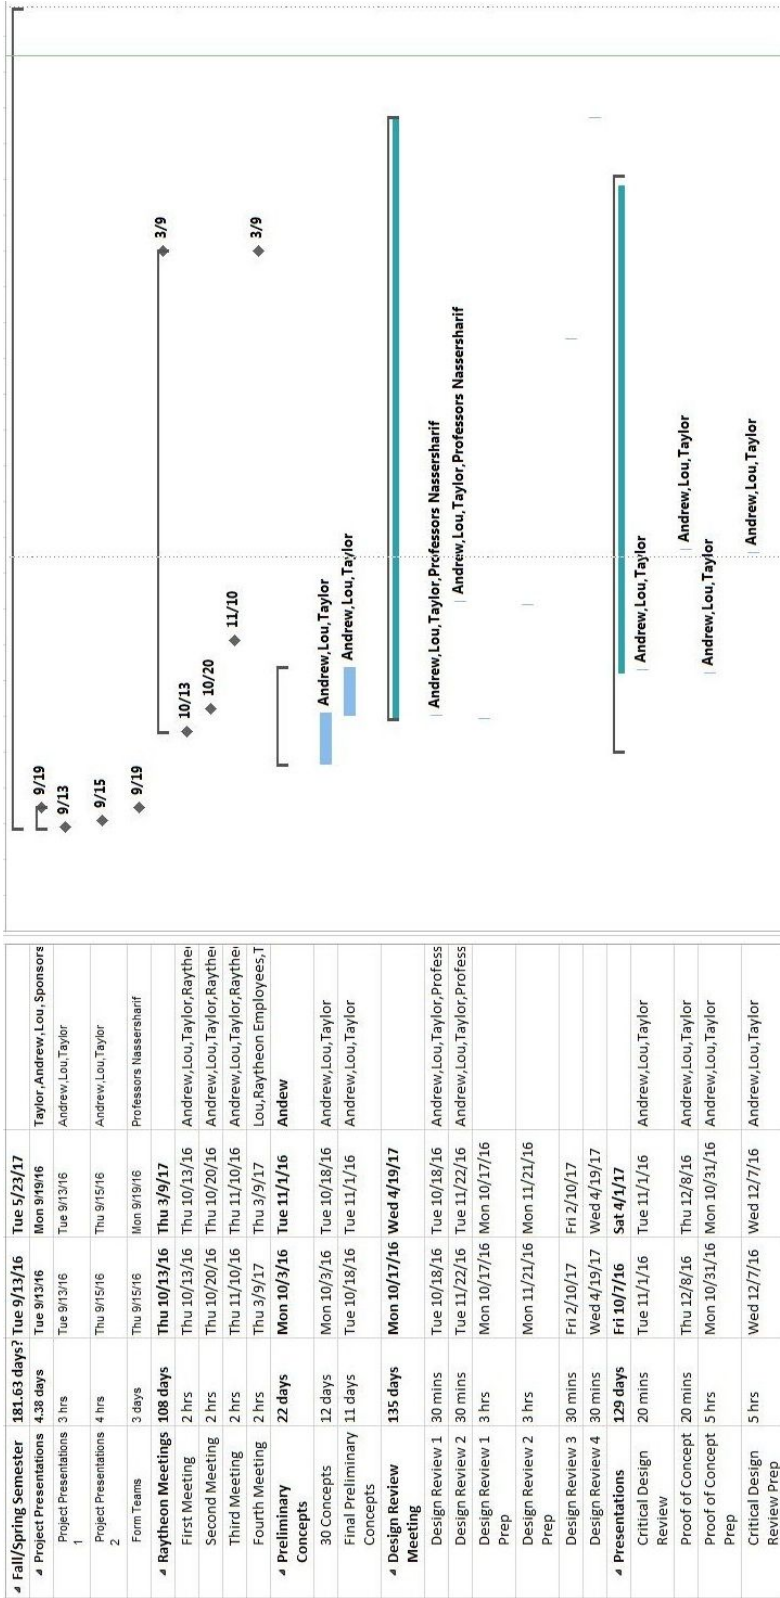 Fall/Spring Semester 181.63 days? Tue 9/13/16 Tue 5/23/17
Project Presentations 4.38 days Tue 9/13/16 Mon 9/19/16 Taylor,Andrew,Lou,Sponsors
9/19
Project Presentations 3 hrs Tue 9/13/16 Tue 9/13/16 Andrew,Lou,Taylor
1
9/13
Project Presentations 4 hrs Thu 9/15/16 Thu 9/15/16 Andrew,Lou,Taylor
2
9/15
Form Teams 3 days Thu 9/15/16 Mon 9/19/16 Professors Nassersharif
9/19
Raytheon Meetings 108 days Thu 10/13/16 Thu 3/9/17
3/9
First Meeting 2 hrs Thu 10/13/16 Thu 10/13/16 Andrew,Lou,Taylor,Raythe
10/13
Second Meeting 2 hrs Thu 10/20/16 Thu 10/20/16 Andrew,Lou,Taylor,Raythe
10/20
Third Meeting 2 hrs Thu 11/10/16 Thu 11/10/16 Andrew,Lou,Taylor,Raythe
11/10
Fourth Meeting 2 hrs Thu 3/9/17 Thu 3/9/17 Lou,Raytheon Employees,T
3/9
Preliminary 22 days Mon 10/3/16 Tue 11/1/16 Andew
Concepts
30 Concepts 12 days Mon 10/3/16 Tue 10/18/16 Andrew,Lou,Taylor
Andrew,Lou,Taylor
Final Preliminary 11 days Tue 10/18/16 Tue 11/1/16 Andrew,Lou,Taylor
Concepts
Andrew,Lou,Taylor
Design Review 135 days Mon 10/17/16 Wed 4/19/17
Meeting
Design Review 1 30 mins Tue 10/18/16 Tue 10/18/16 Andrew,Lou,Taylor,Profess
Andrew,Lou,Taylor,Professors Nassersharif
Design Review 2 30 mins Tue 11/22/16 Tue 11/22/16 Andrew,Lou,Taylor,Profess
Andrew,Lou,Taylor,Professors Nassersharif
Design Review 1 3 hrs Mon 10/17/16 Mon 10/17/16
Prep
Design Review 2 3 hrs Mon 11/21/16 Mon 11/21/16
Prep
Design Review 3 30 mins Fri 2/10/17 Fri 2/10/17
Design Review 4 30 mins Wed 4/19/17 Wed 4/19/17
Presentations 129 days Fri 10/7/16 Sat 4/1/17
Critical Design 20 mins Tue 11/1/16 Tue 11/1/16 Andrew,Lou,Taylor
Review
Andrew,Lou,Taylor
Proof of Concept 20 mins Thu 12/8/16 Thu 12/8/16 Andrew,Lou,Taylor
Andrew,Lou,Taylor
Proof of Concept 5 hrs Mon 10/31/16 Mon 10/31/16 Andrew,Lou,Taylor
Prep
Andrew,Lou,Taylor
Critical Design 5 hrs Wed 12/7/16 Wed 12/7/16 Andrew,Lou,Taylor
Review Prep
Andrew,Lou,Taylor